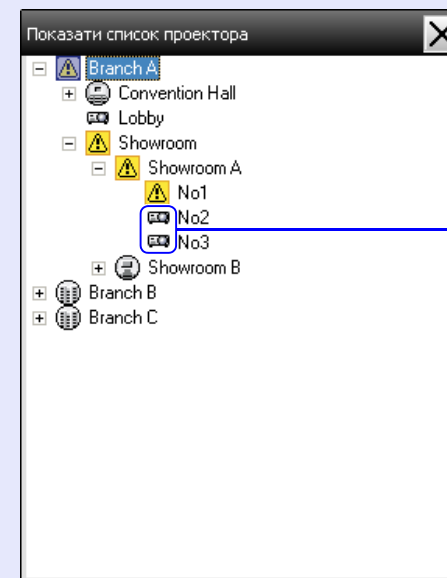 Показати список проектора
Branch A
Convention Hall
Lobby
Showroom
Showroom A
No1
No2
No3
Showroom B
Branch B
Branch C